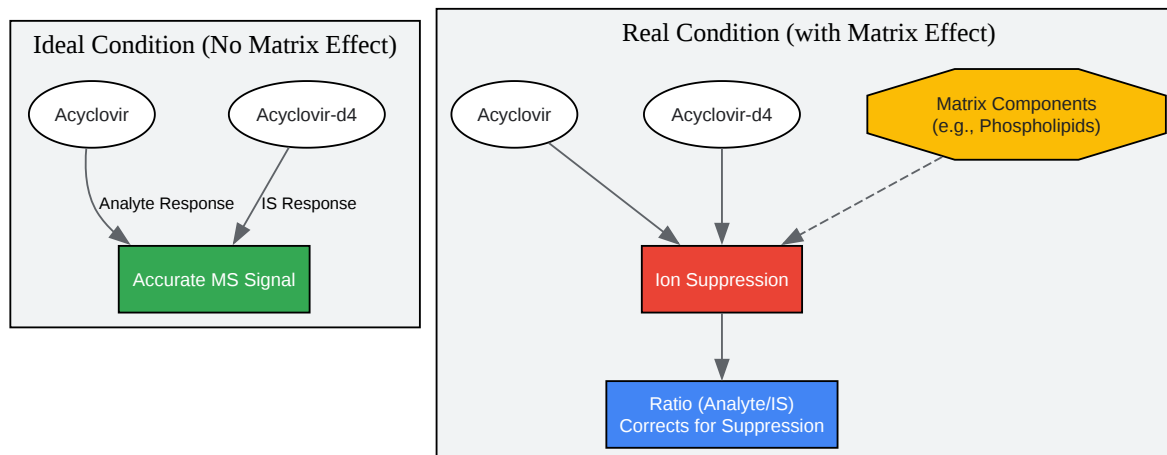 Ideal Condition (No Matrix Effect)
Acyclovir
Acyclovir-d4
Analyte Response
IS Response
Accurate MS Signal
Real Condition (with Matrix Effect)
Acyclovir
Acyclovir-d4
Matrix Components
(e.g., Phospholipids)
Ion Suppression
Ratio (Analyte/IS)
Corrects for Suppression